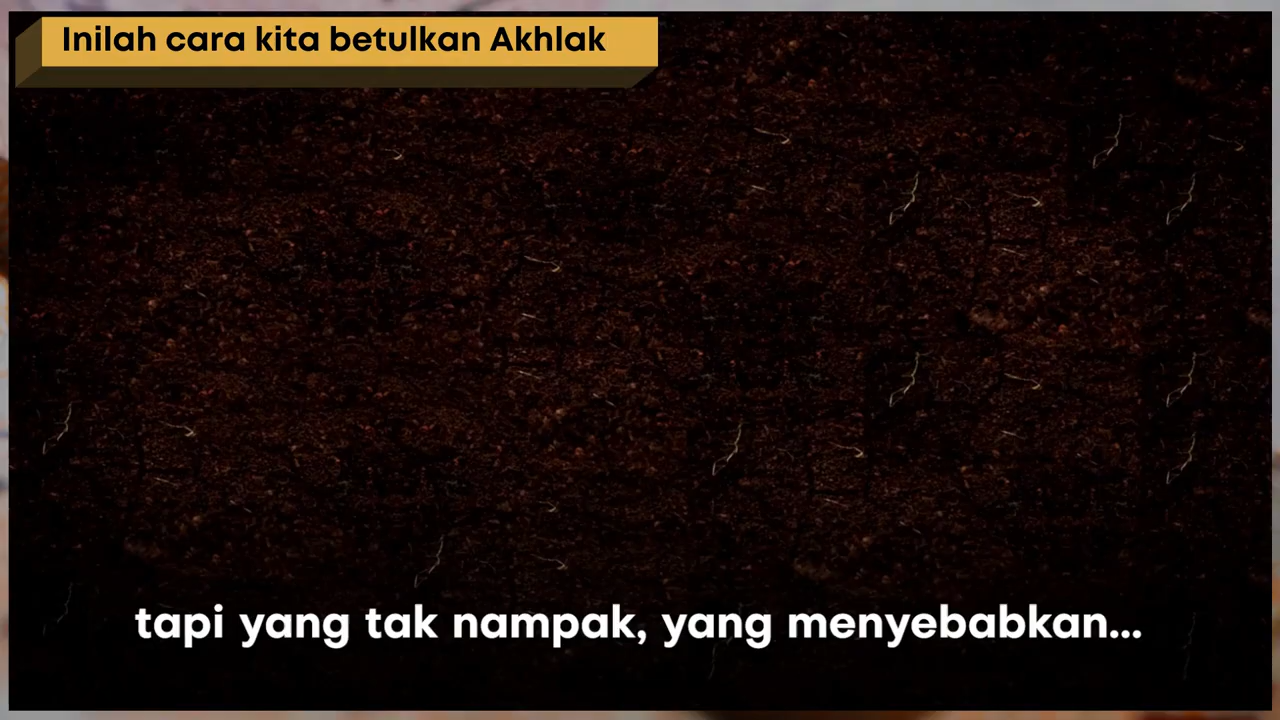 Inilah cara kita betulkan Akhlak
tapi yang tak nampak, yang menyebabkan...